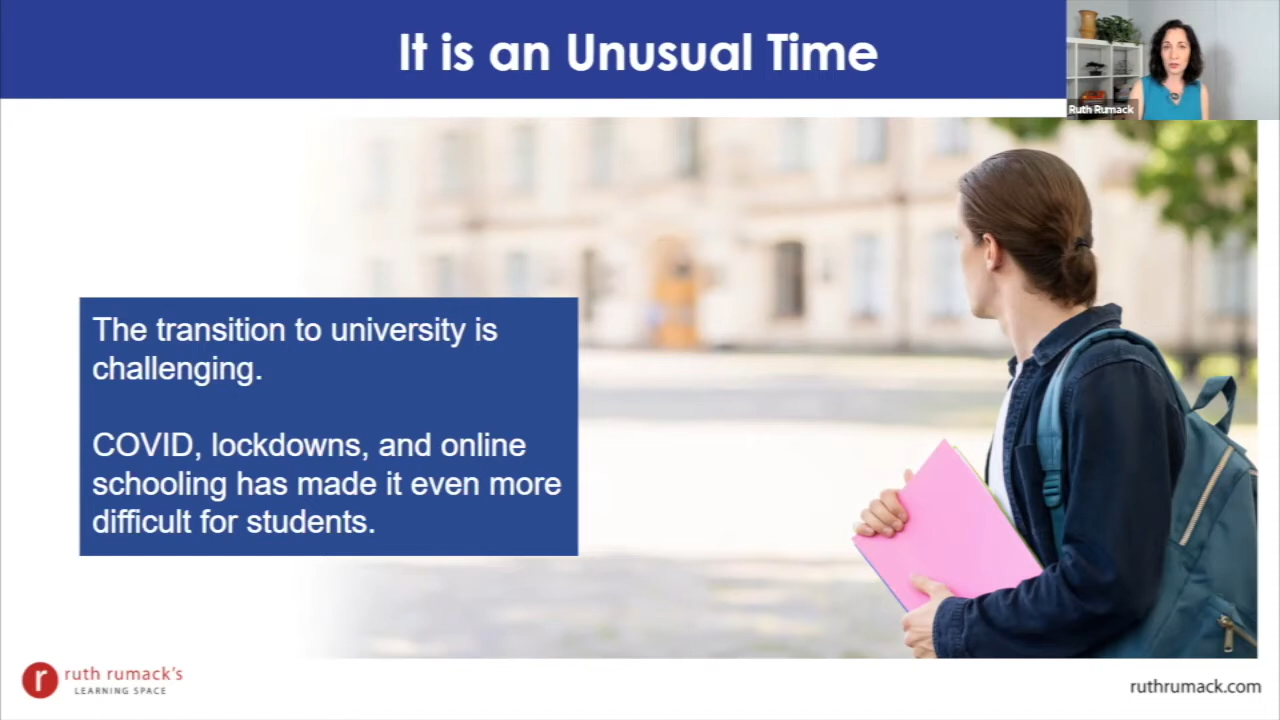 It is an Unusual Time
Ruth Rumack
The transition to university is
challenging.
COVID, lockdowns, and online
schooling has made it even more
difficult for students.
r
ruth rumack's
LEARNING SPACE
ruthrumack.com